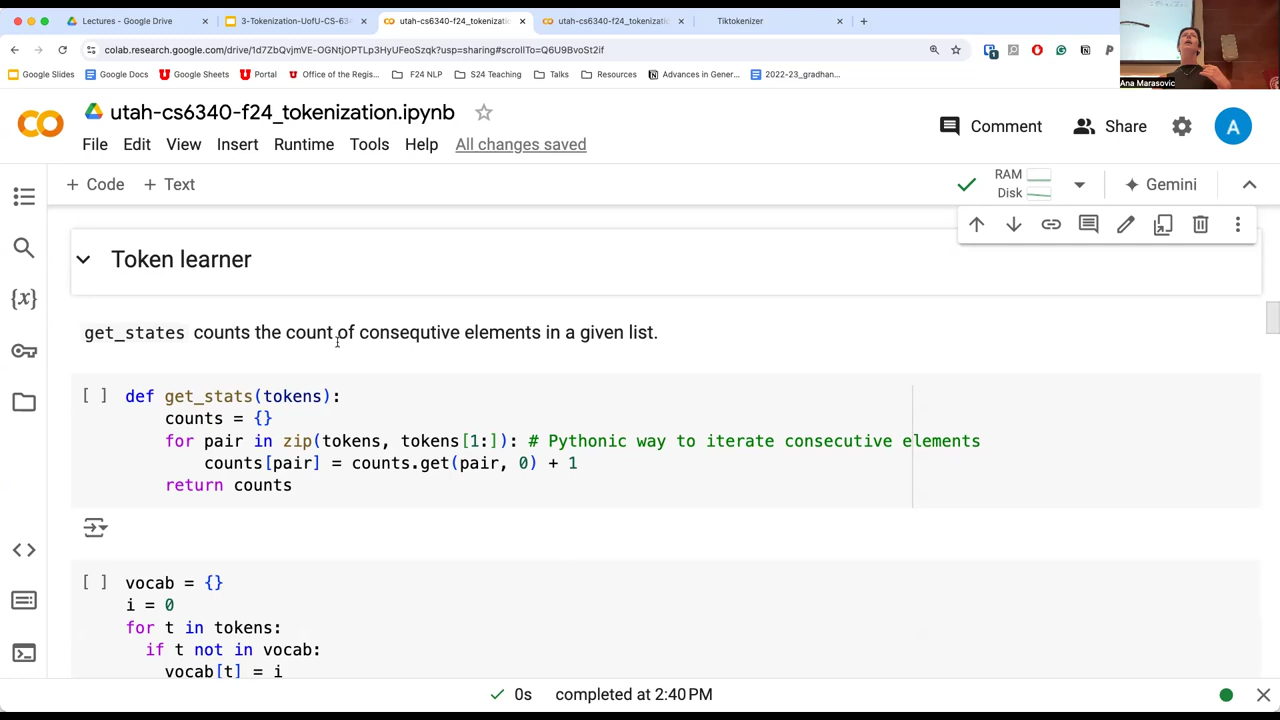 Lectures - Google Drive
3-Tokenization-UofU-CS-634
utah-cs6340-f24_tokenization
utah-cs6340-f24_tokenization.
Tiktokenizer
colab.research.google.com/drive/1d7ZbQvjmVE-OGNtjOPTLp3HyUFeoSzqk?usp=sharing#scrollTo=Q6U9BvoSt2if
Google Slides
Google Docs
Google Sheets
Portal
Office of the Regis...
F24 NLP
S24 Teaching
Talks
Resources
Advances in Gener...
2022-23_gradhan...
Ana Marasovic
CO
utah-cs6340-f24_tokenization.ipynb
Comment
Share
A
File Edit View Insert Runtime Tools Help All changes saved
+ Code + Text
RAM
Disk
Gemini
Token learner
get_states counts the count of consequtive elements in a given list.
[ ] def get_stats(tokens):
counts = {}
for pair in zip(tokens, tokens[1:]): # Pythonic way to iterate consecutive elements
counts[pair] = counts.get(pair, 0) + 1
return counts
[ ] vocab = {}
i = 0
for t in tokens:
if t not in vocab:
vocab[t] = i
0s completed at 2:40 PM